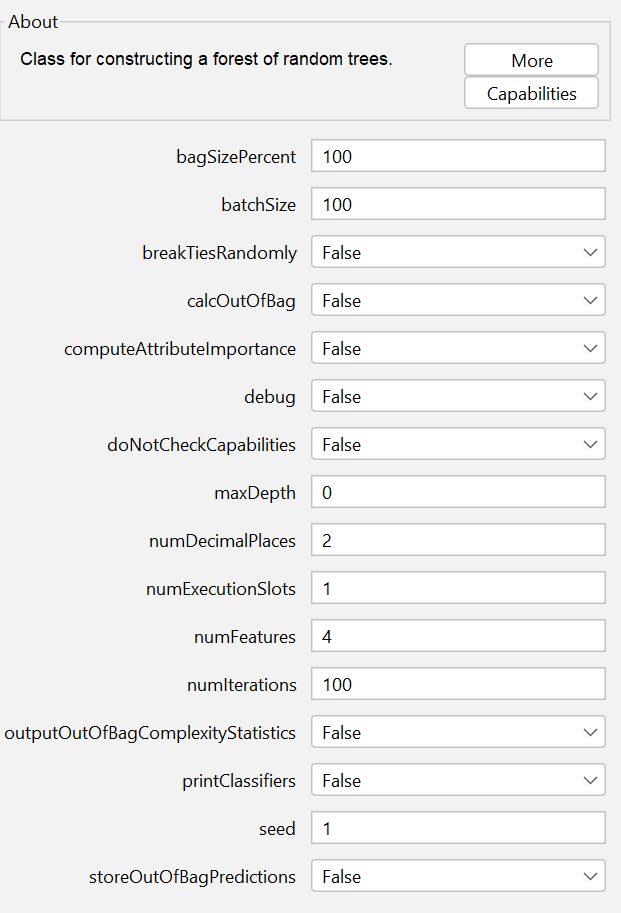 About
Class for constructing a forest of random trees.
More
Capabilities
bagSizePercent 100
batchSize 100
breakTiesRandomly False
calcOutOfBag False
computeAttributeImportance False
debug False
doNotCheckCapabilities False
maxDepth 0
numDecimalPlaces 2
numExecutionSlots 1
numFeatures 4
numIterations 100
outputOutOfBagComplexityStatistics False
printClassifiers False
seed 1
storeOutOfBagPredictions False